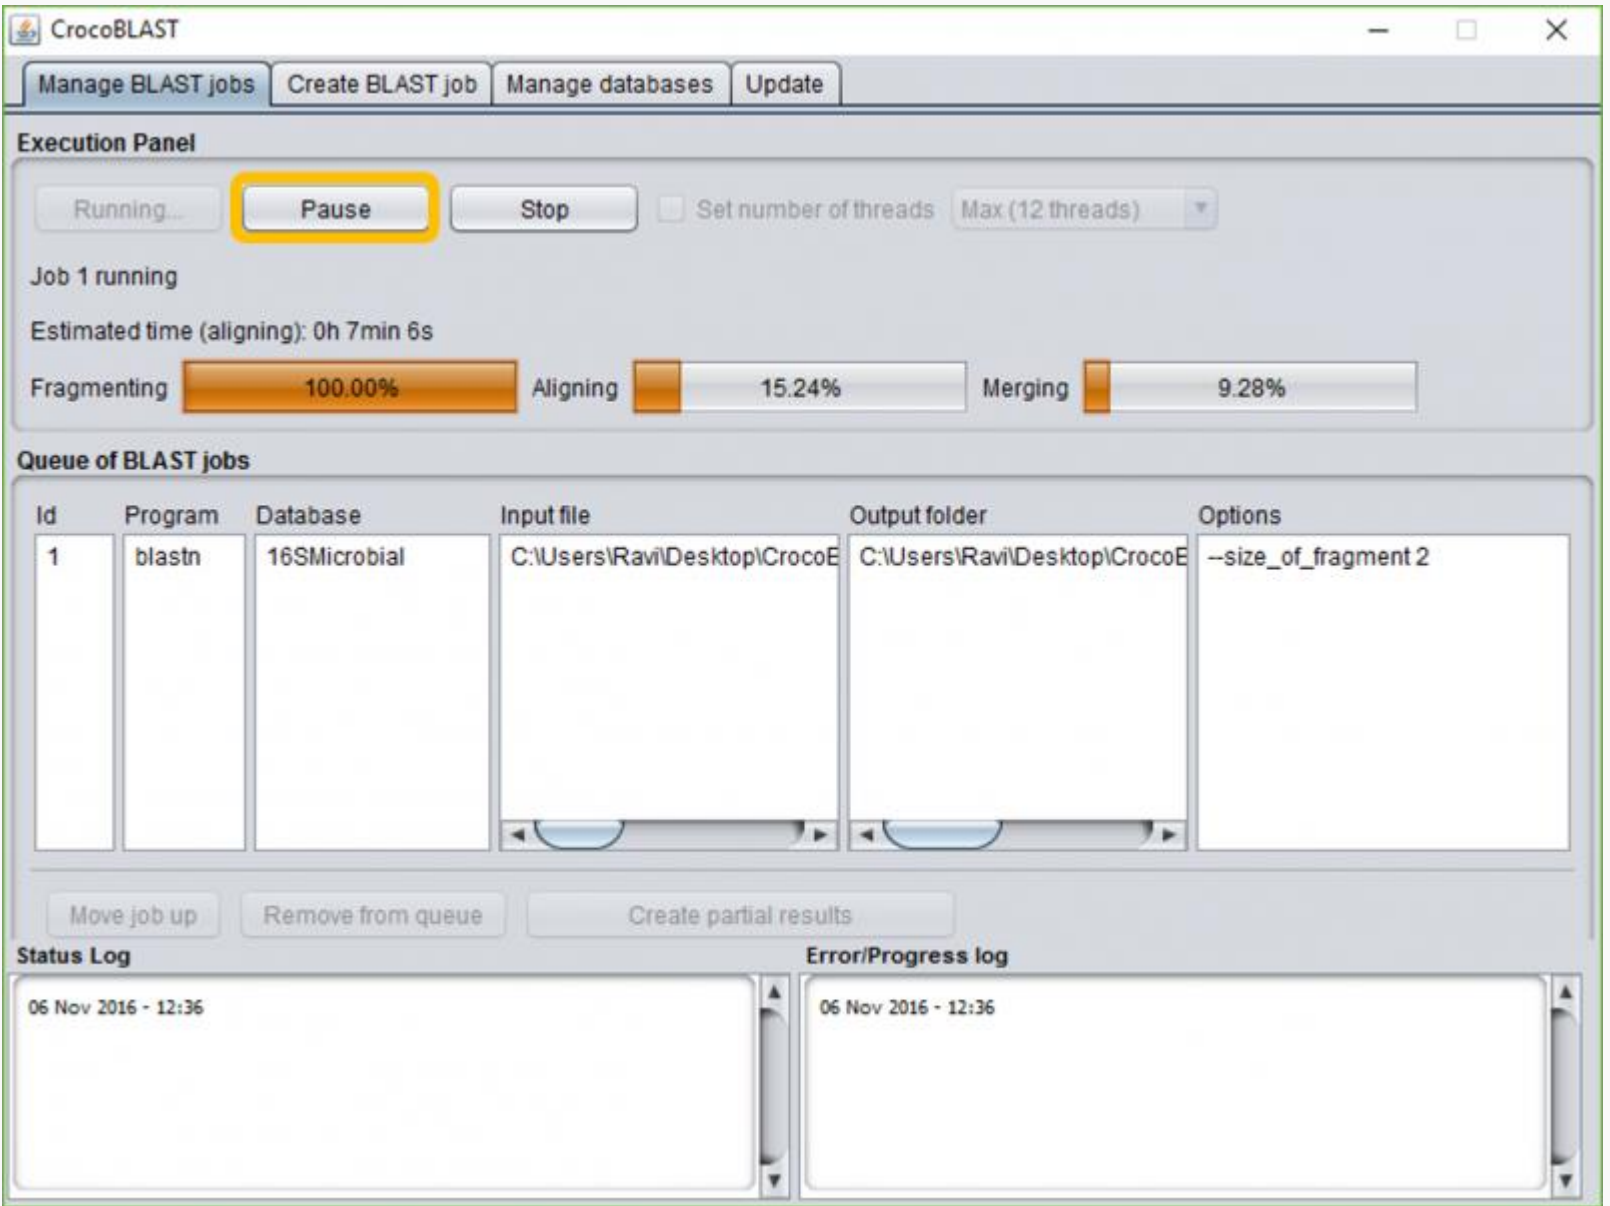 CrocoBLAST
Manage BLAST jobs Create BLAST job Manage databases Update
Execution Panel
Running... Pause Stop Set number of threads Max (12 threads)
Job 1 running
Estimated time (aligning): 0h 7min 6s
Fragmenting 100.00% Aligning 15.24% Merging 9.28%
Queue of BLAST jobs
Id Program Database Input file Output folder Options
1 blastn 16SMicrobial C:\Users\Ravi\Desktop\CrocoE C:\Users\Ravi\Desktop\CrocoE --size_of_fragment 2
Move job up Remove from queue Create partial results
Status Log Error/Progress log
06 Nov 2016 - 12:36 06 Nov 2016 - 12:36